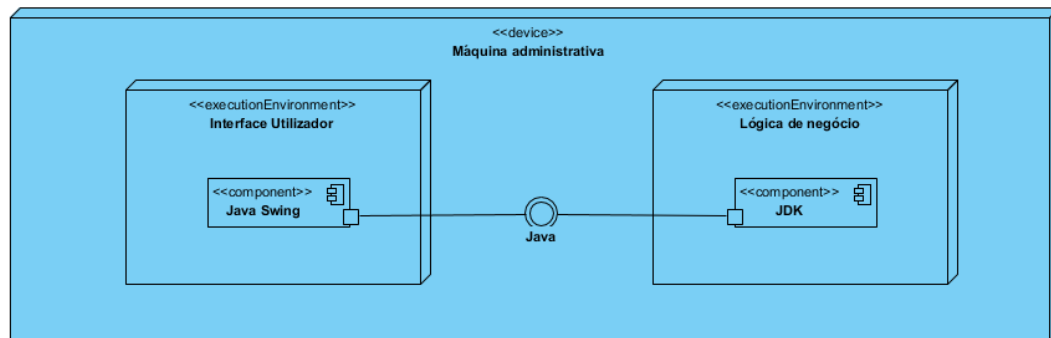 <<device>>
Máquina administrativa
<<executionEnvironment>>
Interface Utilizador
<<component>>
Java Swing
Java
<<executionEnvironment>>
Lógica de negócio
<<component>>
JDK